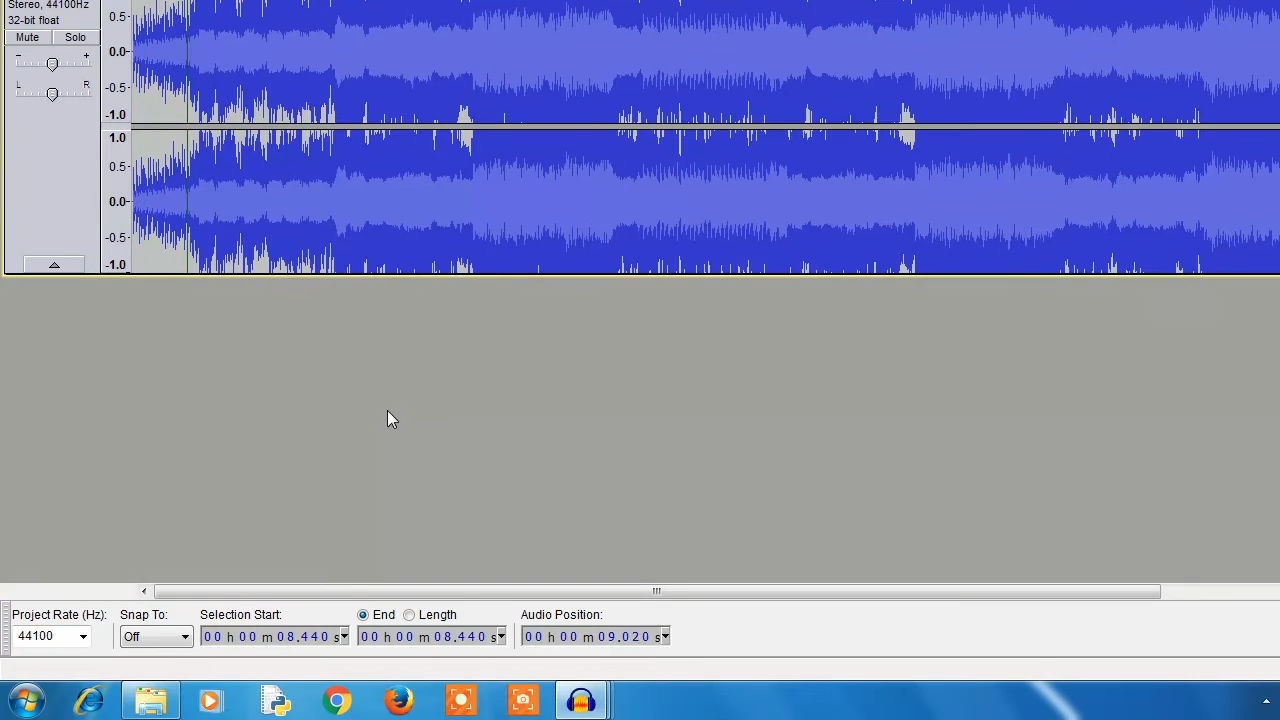 Stereo, 44100Hz
32-bit float
Mute Solo
- +
L R
0.5
0.0
-0.5
-1.0
1.0
0.5
0.0
-0.5
-1.0
Project Rate (Hz): Snap To: Selection Start: End Length Audio Position:
44100 Off 00 h 00 m 08.440 s 00 h 00 m 08.440 s 00 h 00 m 09.020 s